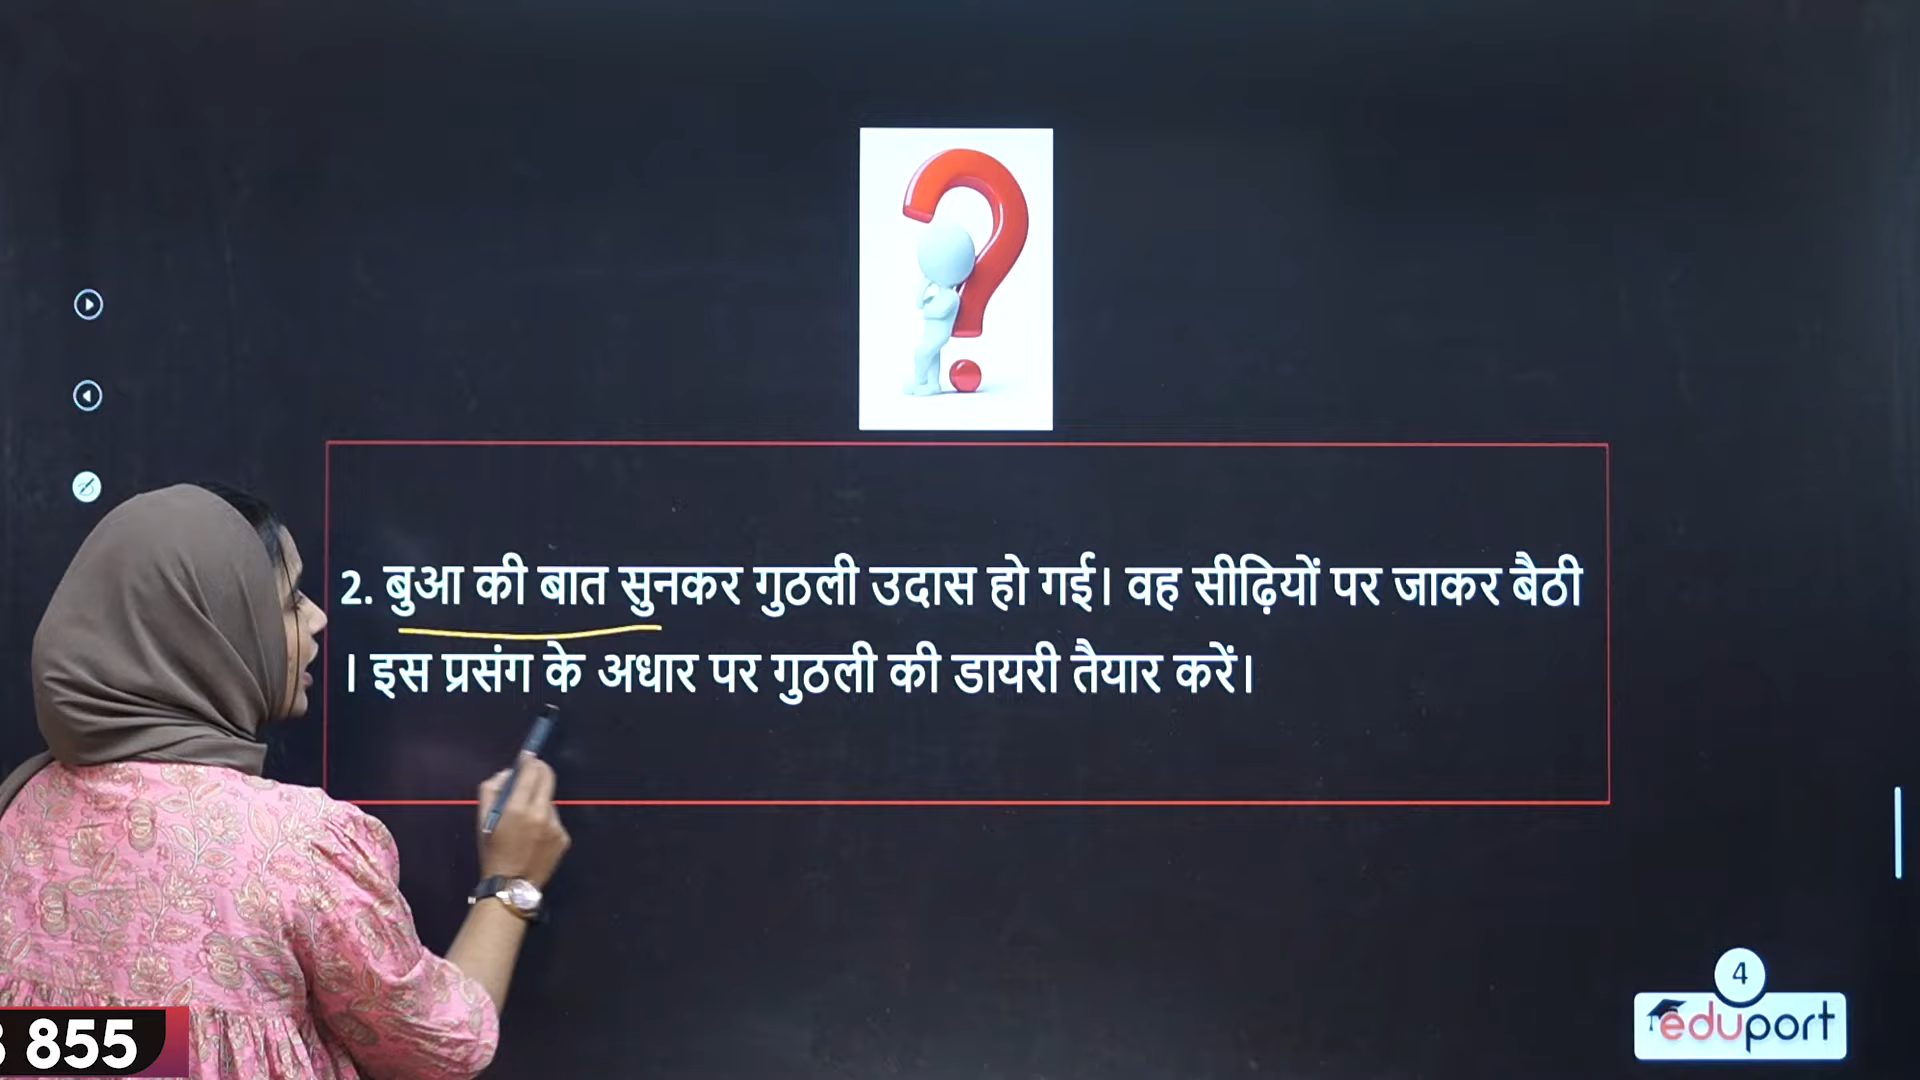 2. बुआ की बात सुनकर गुठली उदास हो गई। वह सीढ़ियों पर जाकर बैठी
। इस प्रसंग के अधार पर गुठली की डायरी तैयार करें।
4
eduport
855